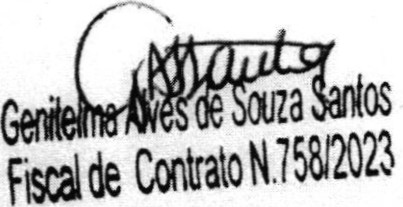 Genitelma Alves de Souza Santos
Fiscal de Contrato N.758/2023